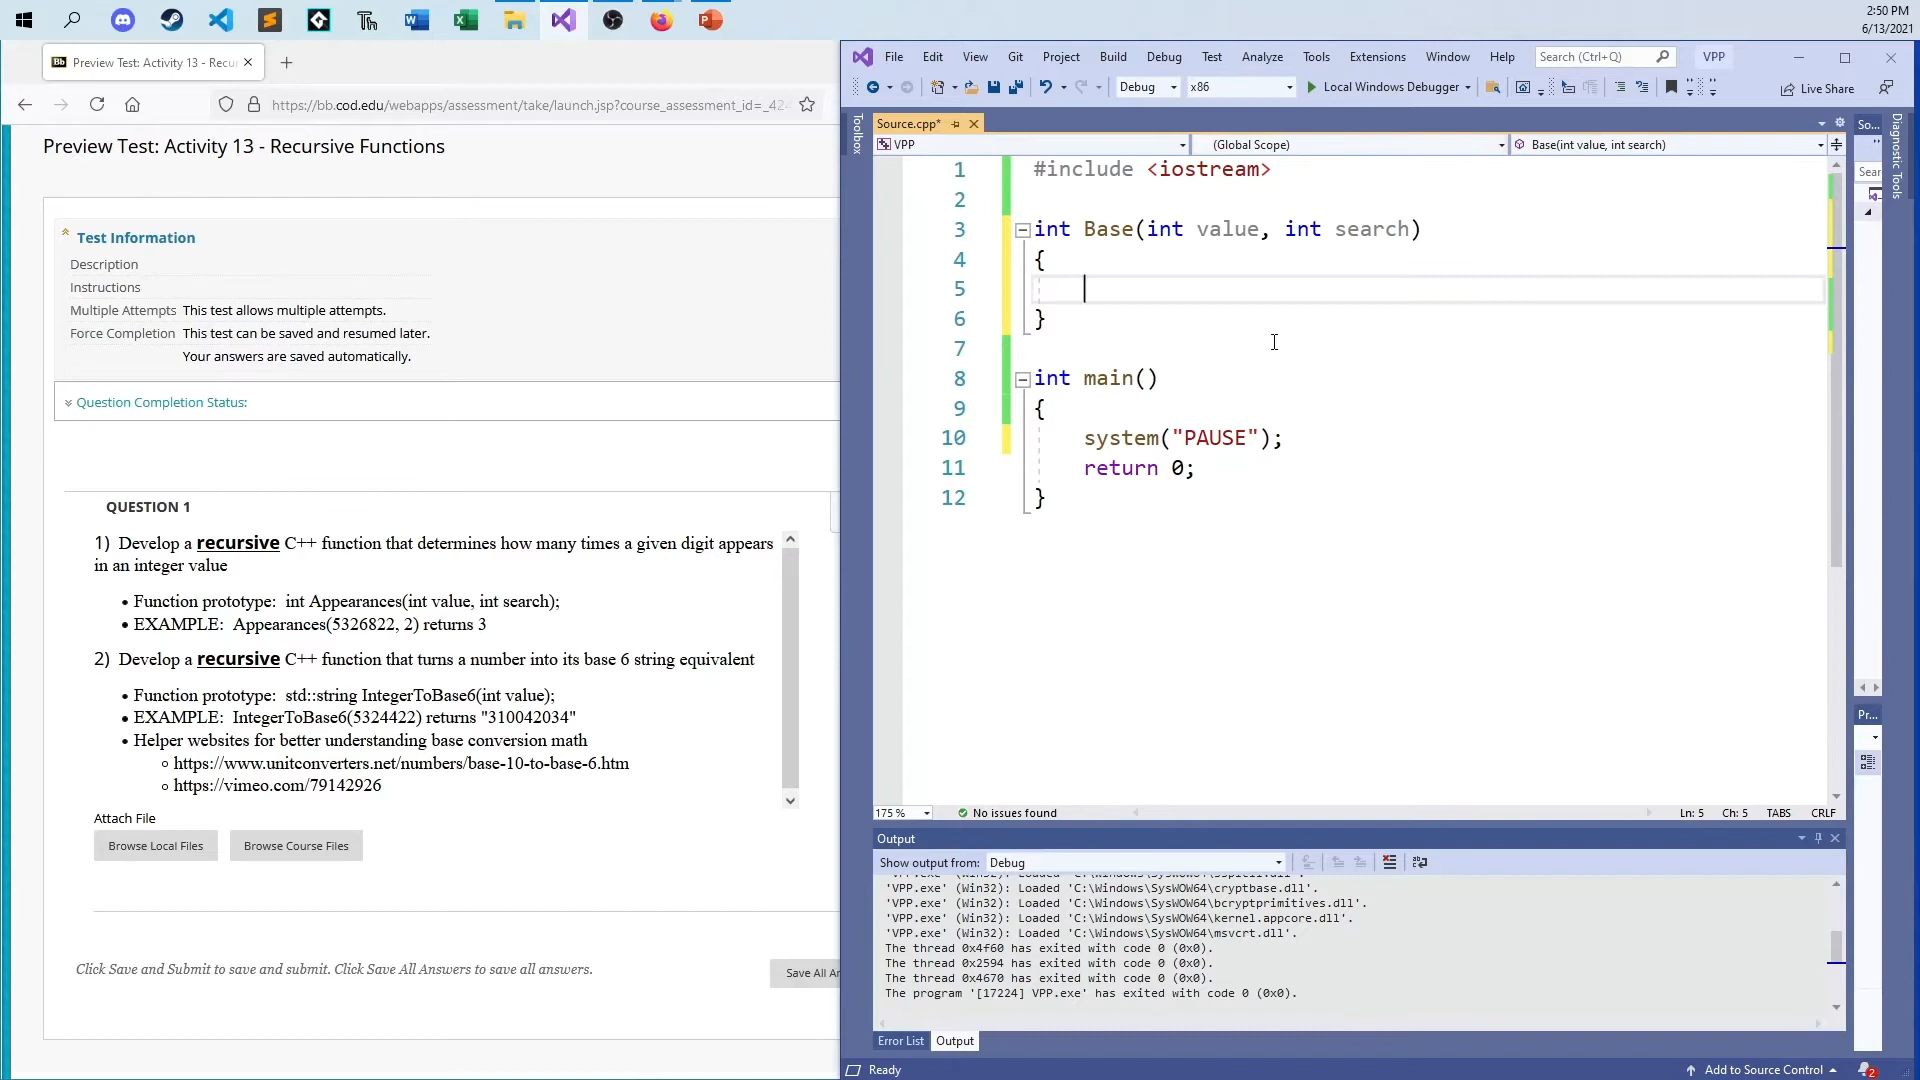 2:50 PM
6/13/2021
Preview Test: Activity 13 - Recur
https://bb.cod.edu/webapps/assessment/take/launch.jsp?course_assessment_id=_424
Preview Test: Activity 13 - Recursive Functions
Test Information
Description
Instructions
Multiple Attempts This test allows multiple attempts.
Force Completion This test can be saved and resumed later.
Your answers are saved automatically.
Question Completion Status:
QUESTION 1
1) Develop a recursive C++ function that determines how many times a given digit appears
in an integer value
• Function prototype: int Appearances(int value, int search);
• EXAMPLE: Appearances(5326822, 2) returns 3
2) Develop a recursive C++ function that turns a number into its base 6 string equivalent
• Function prototype: std::string IntegerToBase6(int value);
• EXAMPLE: IntegerToBase6(5324422) returns "310042034"
• Helper websites for better understanding base conversion math
o https://www.unitconverters.net/numbers/base-10-to-base-6.htm
o https://vimeo.com/79142926
Attach File
Browse Local Files Browse Course Files
Click Save and Submit to save and submit. Click Save All Answers to save all answers.
Save All Ar
File Edit View Git Project Build Debug Test Analyze Tools Extensions Window Help Search (Ctrl+Q) VPP
Debug x86 Local Windows Debugger Live Share
Toolbox
Source.cpp*
VPP (Global Scope) Base(int value, int search)
1 #include <iostream>
2
3 int Base(int value, int search)
4 {
5
6 }
7
8 int main()
9 {
10 system("PAUSE");
11 return 0;
12 }
175 % No issues found Ln: 5 Ch: 5 TABS CRLF
So...
Sear
Pr...
Diagnostic Tools
Output
Show output from: Debug
'VPP.exe' (Win32): Loaded 'C:\Windows\SysWOW64\cryptbase.dll'.
'VPP.exe' (Win32): Loaded 'C:\Windows\SysWOW64\bcryptprimitives.dll'.
'VPP.exe' (Win32): Loaded 'C:\Windows\SysWOW64\kernel.appcore.dll'.
'VPP.exe' (Win32): Loaded 'C:\Windows\SysWOW64\msvcrt.dll'.
The thread 0x4f60 has exited with code 0 (0x0).
The thread 0x2594 has exited with code 0 (0x0).
The thread 0x4670 has exited with code 0 (0x0).
The program '[17224] VPP.exe' has exited with code 0 (0x0).
Error List Output
Ready Add to Source Control 2